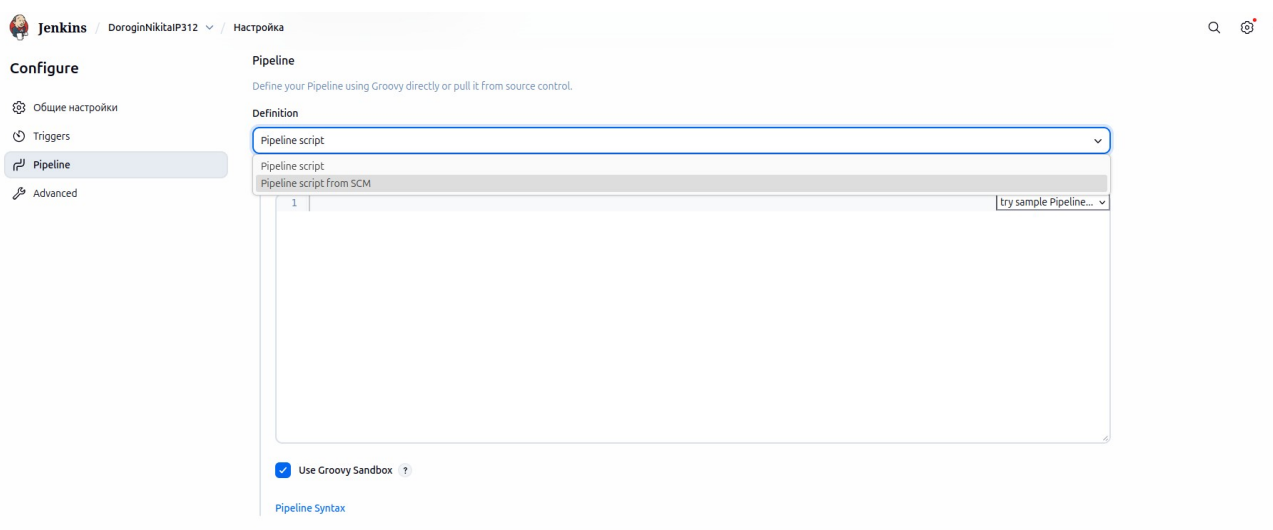 Jenkins / DoroginNikitaIP312 / Настройка
Configure
Общие настройки
Triggers
Pipeline
Advanced
Pipeline
Define your Pipeline using Groovy directly or pull it from source control.
Definition
Pipeline script
Pipeline script
Pipeline script from SCM
1
try sample Pipeline...
Use Groovy Sandbox ?
Pipeline Syntax